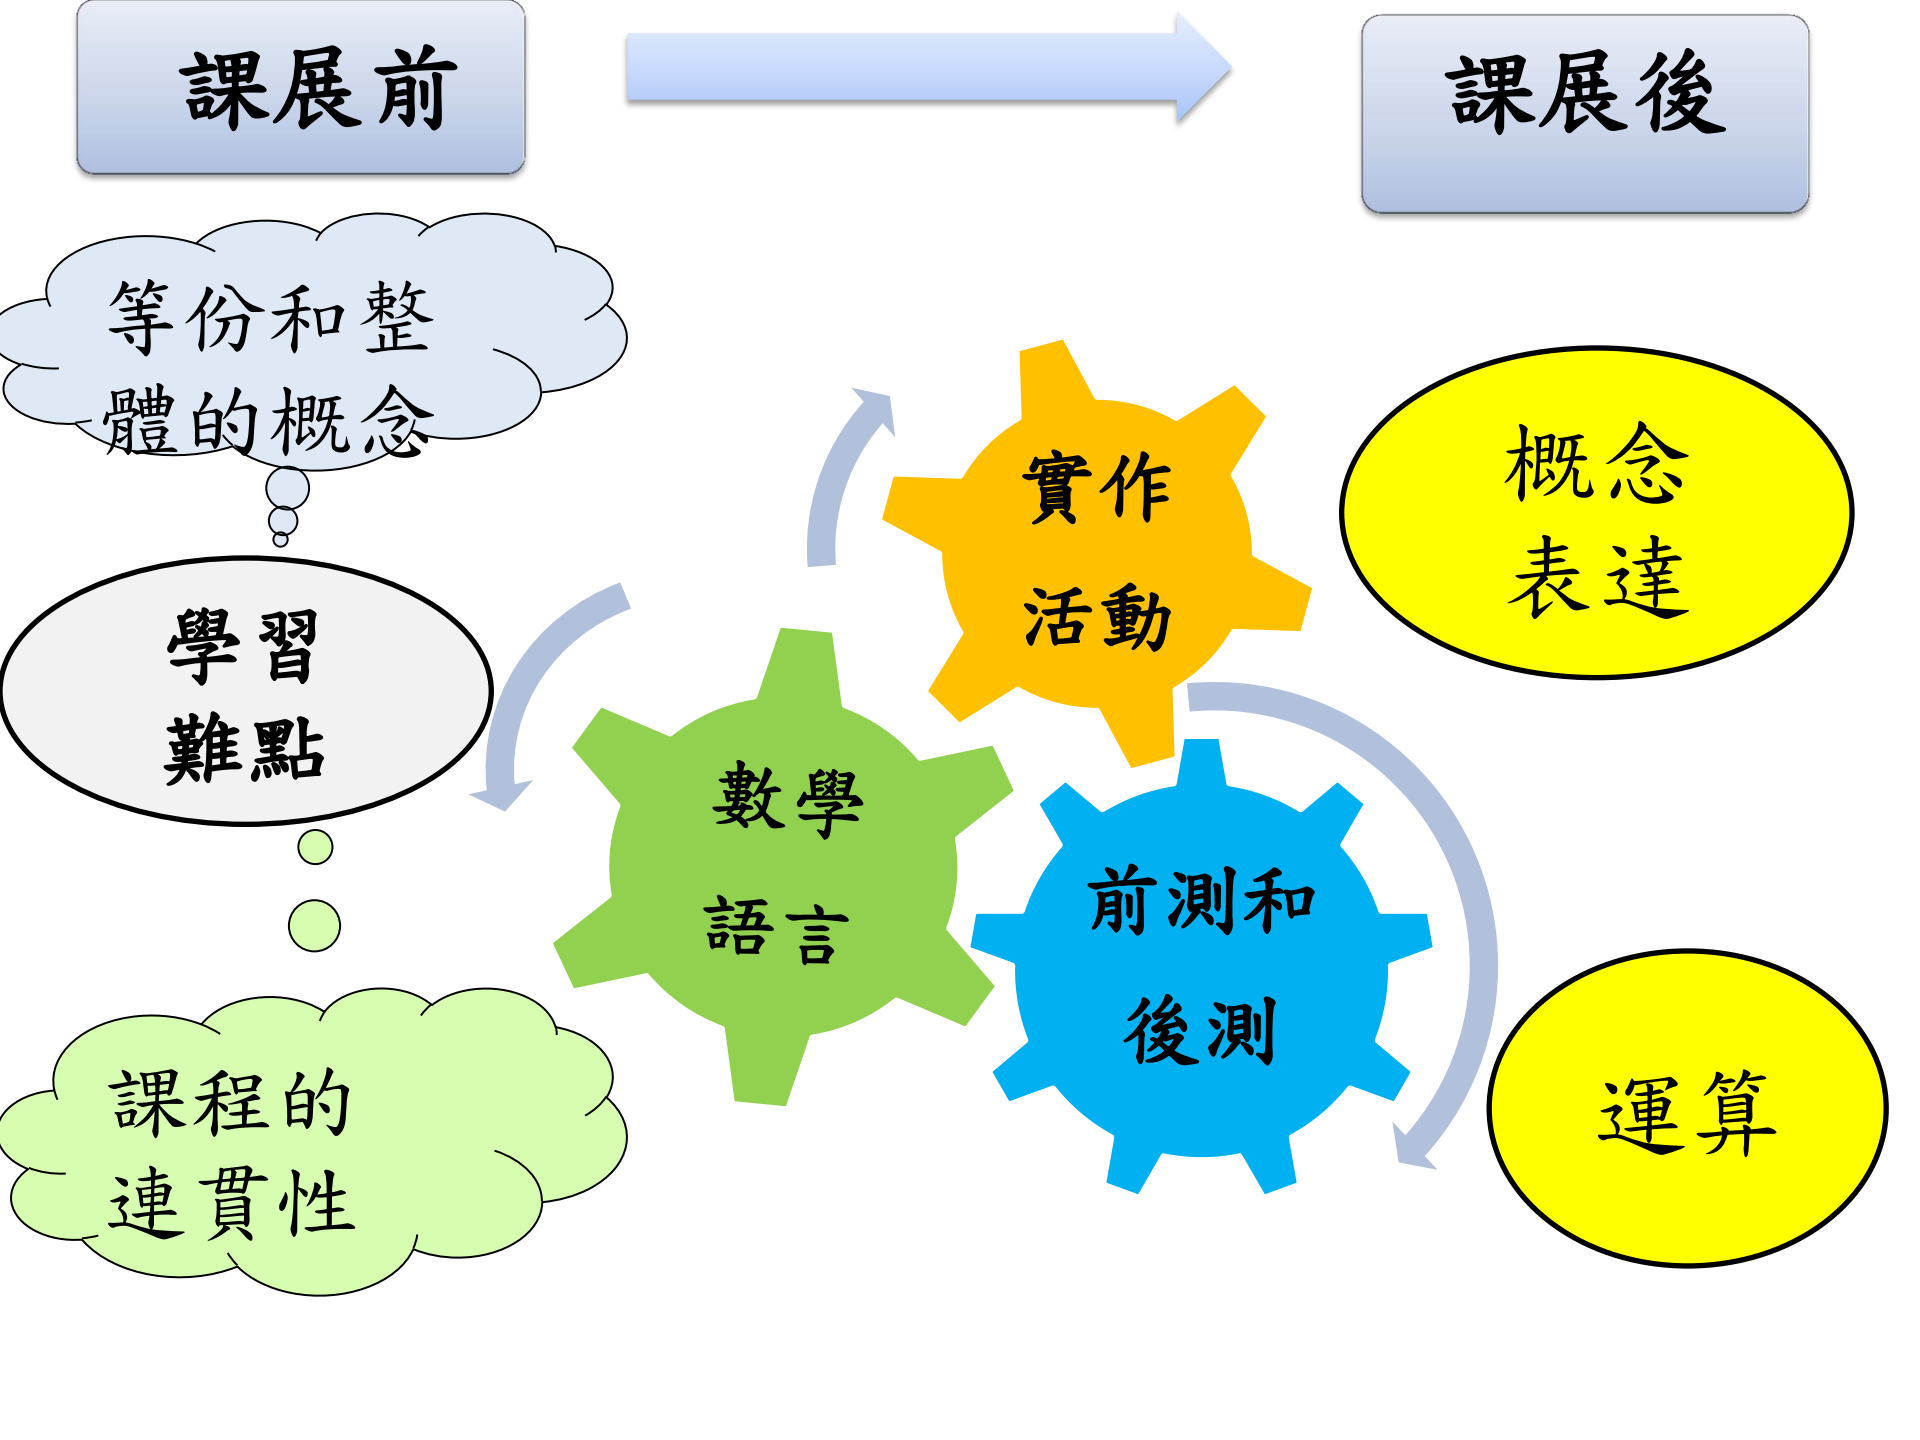 課展前
課展後
等份和整
體的概念
學習
難點
課程的
連貫性
實作
活動
數學
語言
前測和
後測
概念
表達
運算